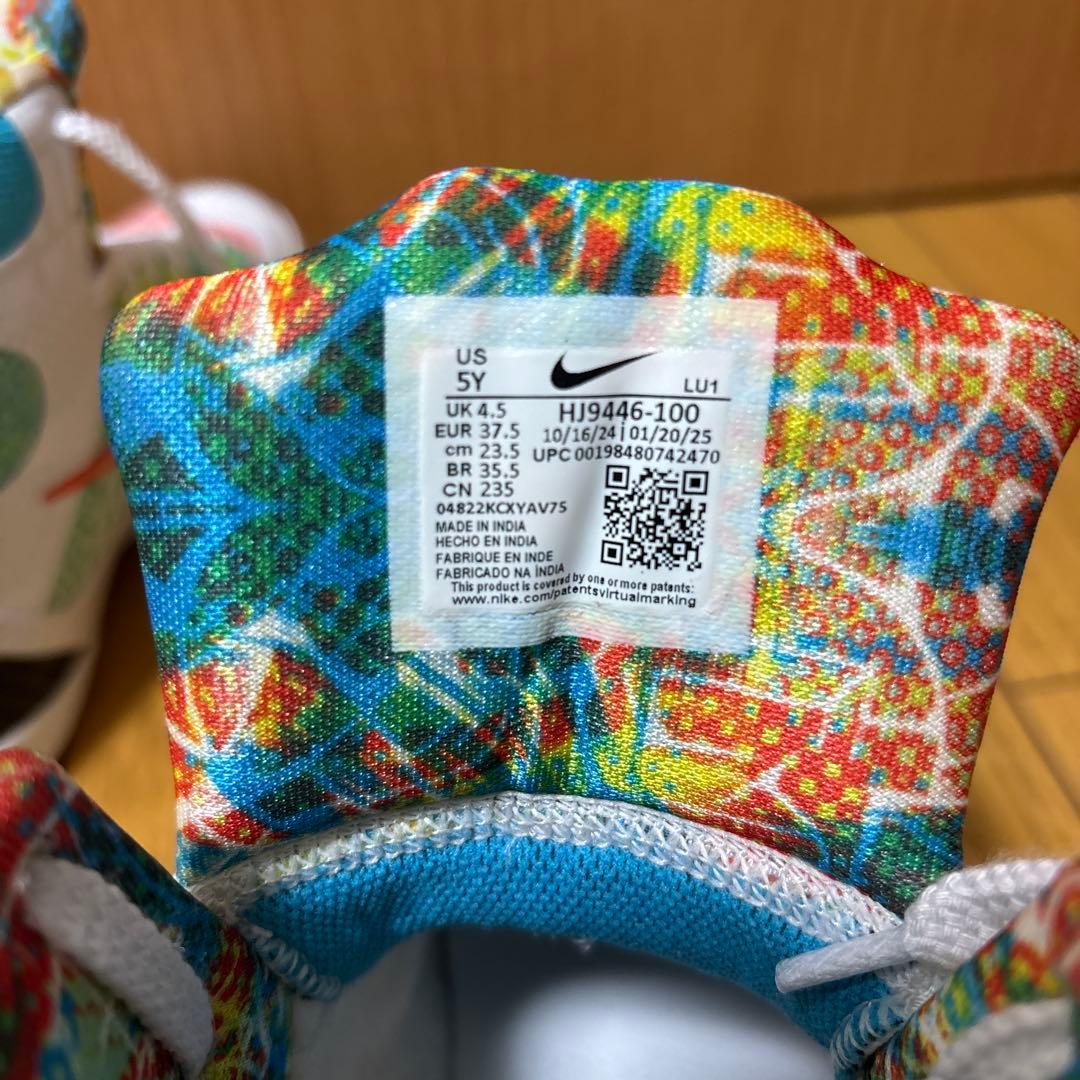 US
5Y
LU1
UK 4.5
EUR 37.5
cm 23.5
BR 35.5
CN 235
04822KCXYAV75
HJ9446-100
10/16/24 | 01/20/25
UPC 00198480742470
MADE IN INDIA
HECHO EN INDIA
FABRIQUE EN INDE
FABRICADO NA ÍNDIA
This product is covered by one or more patents:
www.nike.com/patentsvirtualmarking